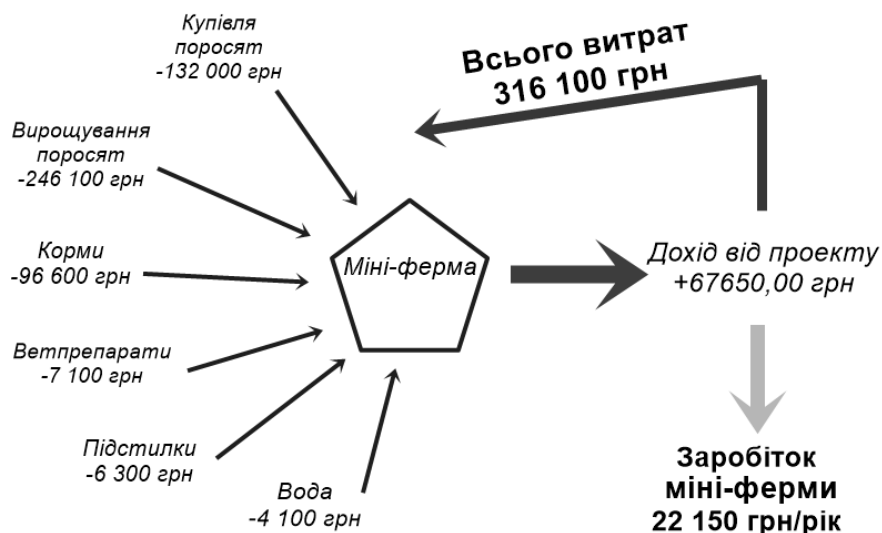 Купівля
поросят
-132 000 грн
Всього витрат
316 100 грн
Вирощування
поросят
-246 100 грн
Корми
-96 600 грн
Міні-ферма
Дохід від проекту
+67650,00 грн
Ветпрепарати
-7 100 грн
Підстилки
-6 300 грн
Вода
-4 100 грн
Заробіток
міні-ферми
22 150 грн/рік